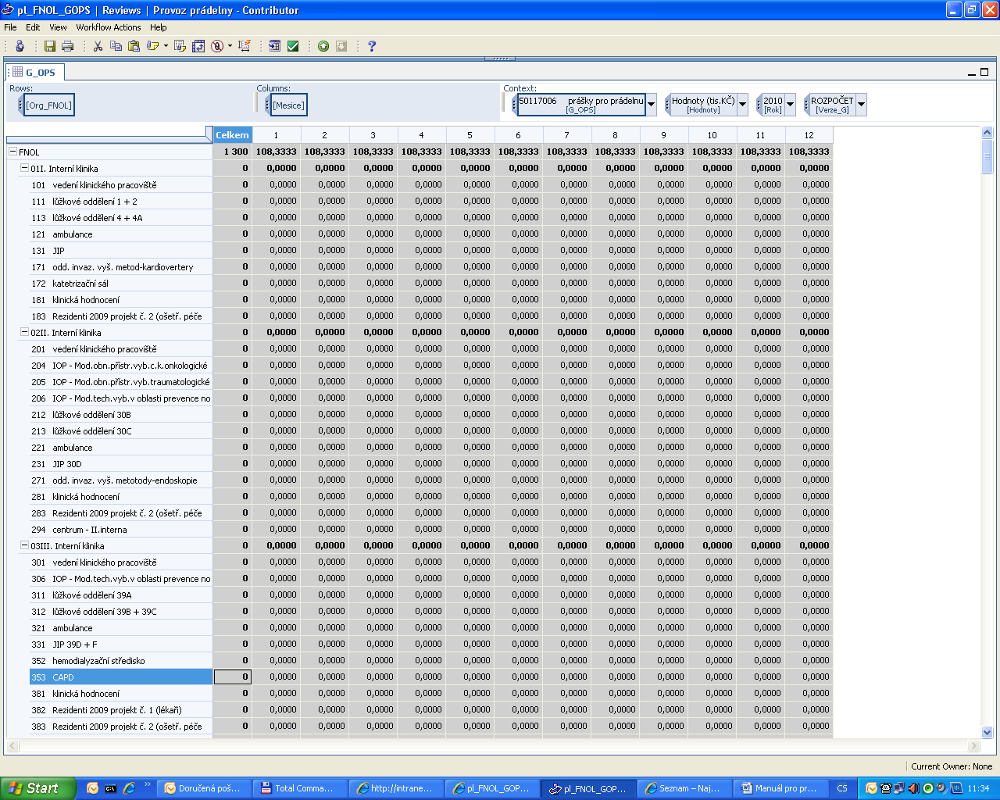 pl_FNOL_GOPS | Reviews | Provoz prádelny - Contributor
File Edit View Workflow Actions Help
G_OPS
Rows: Columns: Context:
[Org_FNOL] [Mesice] 50117006 prášky pro prádelnu [G_OPS] Hodnoty (tis.KČ) [Hodnoty] 2010 [Rok] ROZPOČET [Verze_G]
Celkem 1 2 3 4 5 6 7 8 9 10 11 12
FNOL 1 300 108,3333 108,3333 108,3333 108,3333 108,3333 108,3333 108,3333 108,3333 108,3333 108,3333 108,3333 108,3333
01I. Interní klinika 0 0,0000 0,0000 0,0000 0,0000 0,0000 0,0000 0,0000 0,0000 0,0000 0,0000 0,0000 0,0000
101 vedení klinického pracoviště 0 0,0000 0,0000 0,0000 0,0000 0,0000 0,0000 0,0000 0,0000 0,0000 0,0000 0,0000 0,0000
111 lůžkové oddělení 1 + 2 0 0,0000 0,0000 0,0000 0,0000 0,0000 0,0000 0,0000 0,0000 0,0000 0,0000 0,0000 0,0000
113 lůžkové oddělení 4 + 4A 0 0,0000 0,0000 0,0000 0,0000 0,0000 0,0000 0,0000 0,0000 0,0000 0,0000 0,0000 0,0000
121 ambulance 0 0,0000 0,0000 0,0000 0,0000 0,0000 0,0000 0,0000 0,0000 0,0000 0,0000 0,0000 0,0000
131 JIP 0 0,0000 0,0000 0,0000 0,0000 0,0000 0,0000 0,0000 0,0000 0,0000 0,0000 0,0000 0,0000
171 odd. invaz. vyš. metod-kardiovertery 0 0,0000 0,0000 0,0000 0,0000 0,0000 0,0000 0,0000 0,0000 0,0000 0,0000 0,0000 0,0000
172 katetrizační sál 0 0,0000 0,0000 0,0000 0,0000 0,0000 0,0000 0,0000 0,0000 0,0000 0,0000 0,0000 0,0000
181 klinická hodnocení 0 0,0000 0,0000 0,0000 0,0000 0,0000 0,0000 0,0000 0,0000 0,0000 0,0000 0,0000 0,0000
183 Rezidenti 2009 projekt č. 2 (ošetř. péče 0 0,0000 0,0000 0,0000 0,0000 0,0000 0,0000 0,0000 0,0000 0,0000 0,0000 0,0000 0,0000
02II. Interní klinika 0 0,0000 0,0000 0,0000 0,0000 0,0000 0,0000 0,0000 0,0000 0,0000 0,0000 0,0000 0,0000
201 vedení klinického pracoviště 0 0,0000 0,0000 0,0000 0,0000 0,0000 0,0000 0,0000 0,0000 0,0000 0,0000 0,0000 0,0000
204 IOP - Mod.obn.přístr.vyb.c.k.onkologické 0 0,0000 0,0000 0,0000 0,0000 0,0000 0,0000 0,0000 0,0000 0,0000 0,0000 0,0000 0,0000
205 IOP - Mod.obn.přístr.vyb.traumatologické 0 0,0000 0,0000 0,0000 0,0000 0,0000 0,0000 0,0000 0,0000 0,0000 0,0000 0,0000 0,0000
206 IOP - Mod.tech.vyb.v oblasti prevence no 0 0,0000 0,0000 0,0000 0,0000 0,0000 0,0000 0,0000 0,0000 0,0000 0,0000 0,0000 0,0000
212 lůžkové oddělení 30B 0 0,0000 0,0000 0,0000 0,0000 0,0000 0,0000 0,0000 0,0000 0,0000 0,0000 0,0000 0,0000
213 lůžkové oddělení 30C 0 0,0000 0,0000 0,0000 0,0000 0,0000 0,0000 0,0000 0,0000 0,0000 0,0000 0,0000 0,0000
221 ambulance 0 0,0000 0,0000 0,0000 0,0000 0,0000 0,0000 0,0000 0,0000 0,0000 0,0000 0,0000 0,0000
231 JIP 30D 0 0,0000 0,0000 0,0000 0,0000 0,0000 0,0000 0,0000 0,0000 0,0000 0,0000 0,0000 0,0000
271 odd. invaz. vyš. metotody-endoskopie 0 0,0000 0,0000 0,0000 0,0000 0,0000 0,0000 0,0000 0,0000 0,0000 0,0000 0,0000 0,0000
281 klinická hodnocení 0 0,0000 0,0000 0,0000 0,0000 0,0000 0,0000 0,0000 0,0000 0,0000 0,0000 0,0000 0,0000
283 Rezidenti 2009 projekt č. 2 (ošetř. péče 0 0,0000 0,0000 0,0000 0,0000 0,0000 0,0000 0,0000 0,0000 0,0000 0,0000 0,0000 0,0000
294 centrum - II.interna 0 0,0000 0,0000 0,0000 0,0000 0,0000 0,0000 0,0000 0,0000 0,0000 0,0000 0,0000 0,0000
03III. Interní klinika 0 0,0000 0,0000 0,0000 0,0000 0,0000 0,0000 0,0000 0,0000 0,0000 0,0000 0,0000 0,0000
301 vedení klinického pracoviště 0 0,0000 0,0000 0,0000 0,0000 0,0000 0,0000 0,0000 0,0000 0,0000 0,0000 0,0000 0,0000
306 IOP - Mod.tech.vyb.v oblasti prevence no 0 0,0000 0,0000 0,0000 0,0000 0,0000 0,0000 0,0000 0,0000 0,0000 0,0000 0,0000 0,0000
311 lůžkové oddělení 39A 0 0,0000 0,0000 0,0000 0,0000 0,0000 0,0000 0,0000 0,0000 0,0000 0,0000 0,0000 0,0000
312 lůžkové oddělení 39B + 39C 0 0,0000 0,0000 0,0000 0,0000 0,0000 0,0000 0,0000 0,0000 0,0000 0,0000 0,0000 0,0000
321 ambulance 0 0,0000 0,0000 0,0000 0,0000 0,0000 0,0000 0,0000 0,0000 0,0000 0,0000 0,0000 0,0000
331 JIP 39D + F 0 0,0000 0,0000 0,0000 0,0000 0,0000 0,0000 0,0000 0,0000 0,0000 0,0000 0,0000 0,0000
352 hemodialyzační středisko 0 0,0000 0,0000 0,0000 0,0000 0,0000 0,0000 0,0000 0,0000 0,0000 0,0000 0,0000 0,0000
353 CAPD 0 0,0000 0,0000 0,0000 0,0000 0,0000 0,0000 0,0000 0,0000 0,0000 0,0000 0,0000 0,0000
381 klinická hodnocení 0 0,0000 0,0000 0,0000 0,0000 0,0000 0,0000 0,0000 0,0000 0,0000 0,0000 0,0000 0,0000
382 Rezidenti 2009 projekt č. 1 (lékaři) 0 0,0000 0,0000 0,0000 0,0000 0,0000 0,0000 0,0000 0,0000 0,0000 0,0000 0,0000 0,0000
383 Rezidenti 2009 projekt č. 2 (ošetř. péče 0 0,0000 0,0000 0,0000 0,0000 0,0000 0,0000 0,0000 0,0000 0,0000 0,0000 0,0000 0,0000
Current Owner: None
Start Doručená poš... Total Comma... http://intrane... pl_FNOL_GOP... pl_FNOL_GOP... Seznam – Naj... Manuál pro pr... CS 11:34